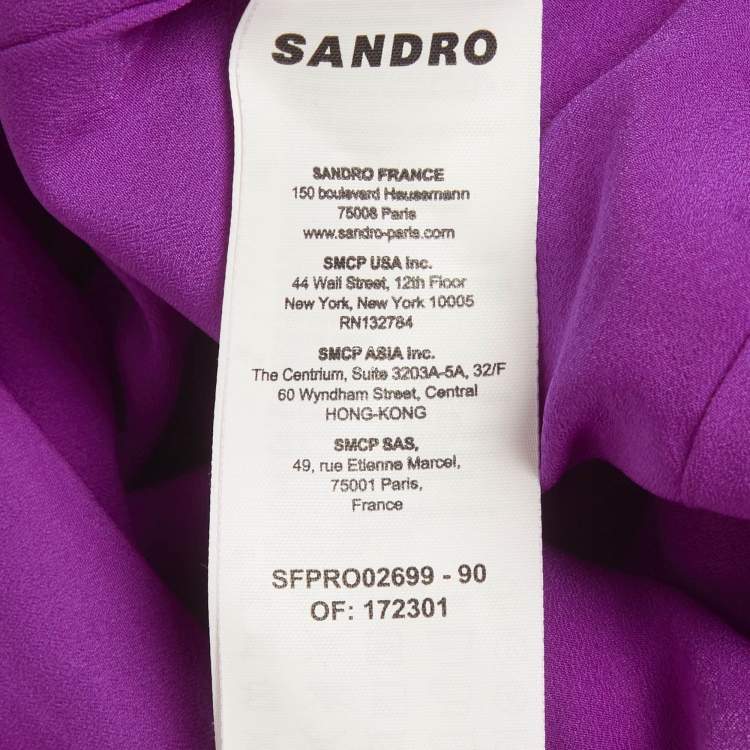 SANDRO
SANDRO FRANCE
150 boulevard Haussmann
75008 Paris
www.sandro-paris.com
SMCP USA Inc.
44 Wall Street, 12th Floor
New York, New York 10005
RN132784
SMCP ASIA Inc.
The Centrium, Suite 3203A-5A, 32/F
60 Wyndham Street, Central
HONG-KONG
SMCP SAS,
49, rue Etienne Marcel,
75001 Paris,
France
SFPRO02699 - 90
OF: 172301